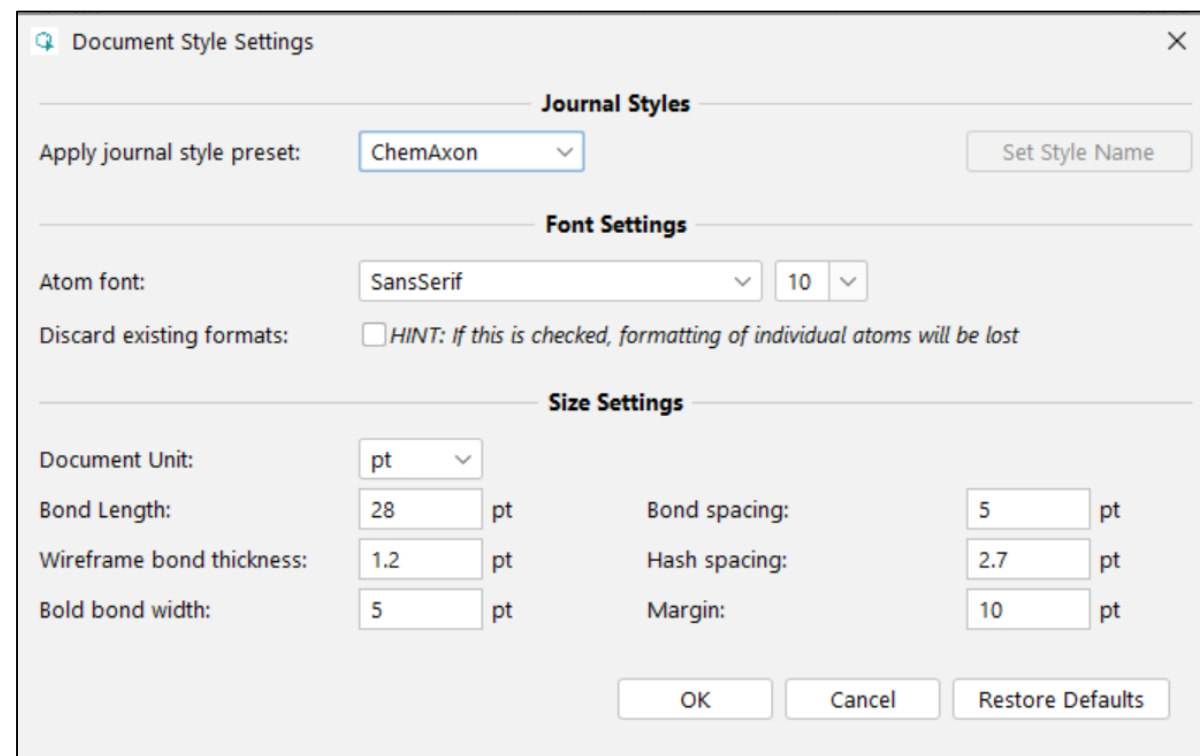 Document Style Settings
Journal Styles
Apply journal style preset: ChemAxon Set Style Name
Font Settings
Atom font: SansSerif 10
Discard existing formats: HINT: If this is checked, formatting of individual atoms will be lost
Size Settings
Document Unit: pt
Bond Length: 28 pt Bond spacing: 5 pt
Wireframe bond thickness: 1.2 pt Hash spacing: 2.7 pt
Bold bond width: 5 pt Margin: 10 pt
OK Cancel Restore Defaults